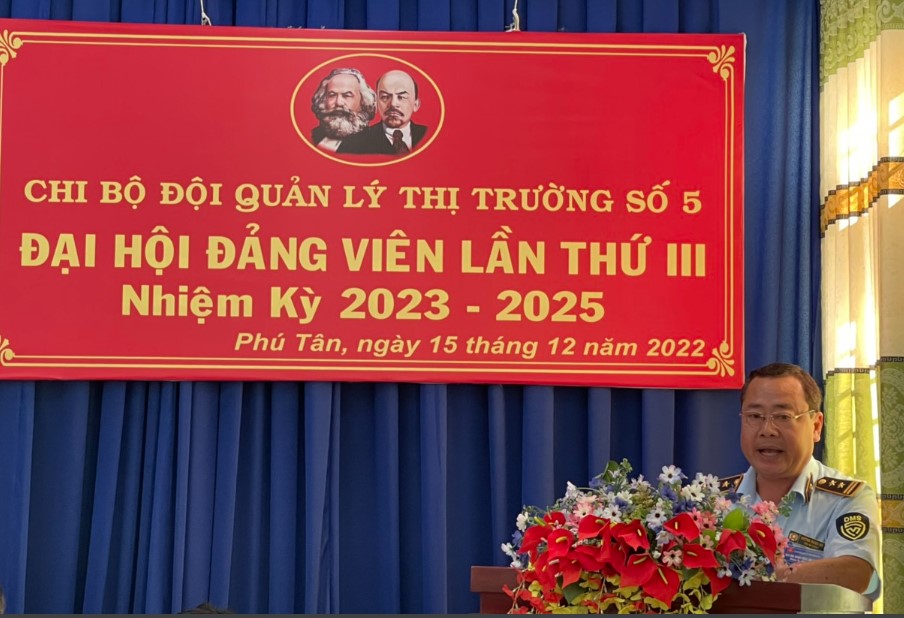 CHI BỘ ĐỘI QUẢN LÝ THỊ TRƯỜNG SỐ 5
ĐẠI HỘI ĐẢNG VIÊN LẦN THỨ III
Nhiệm Kỳ 2023 - 2025
Phú Tân, ngày 15 tháng 12 năm 2022
DMS